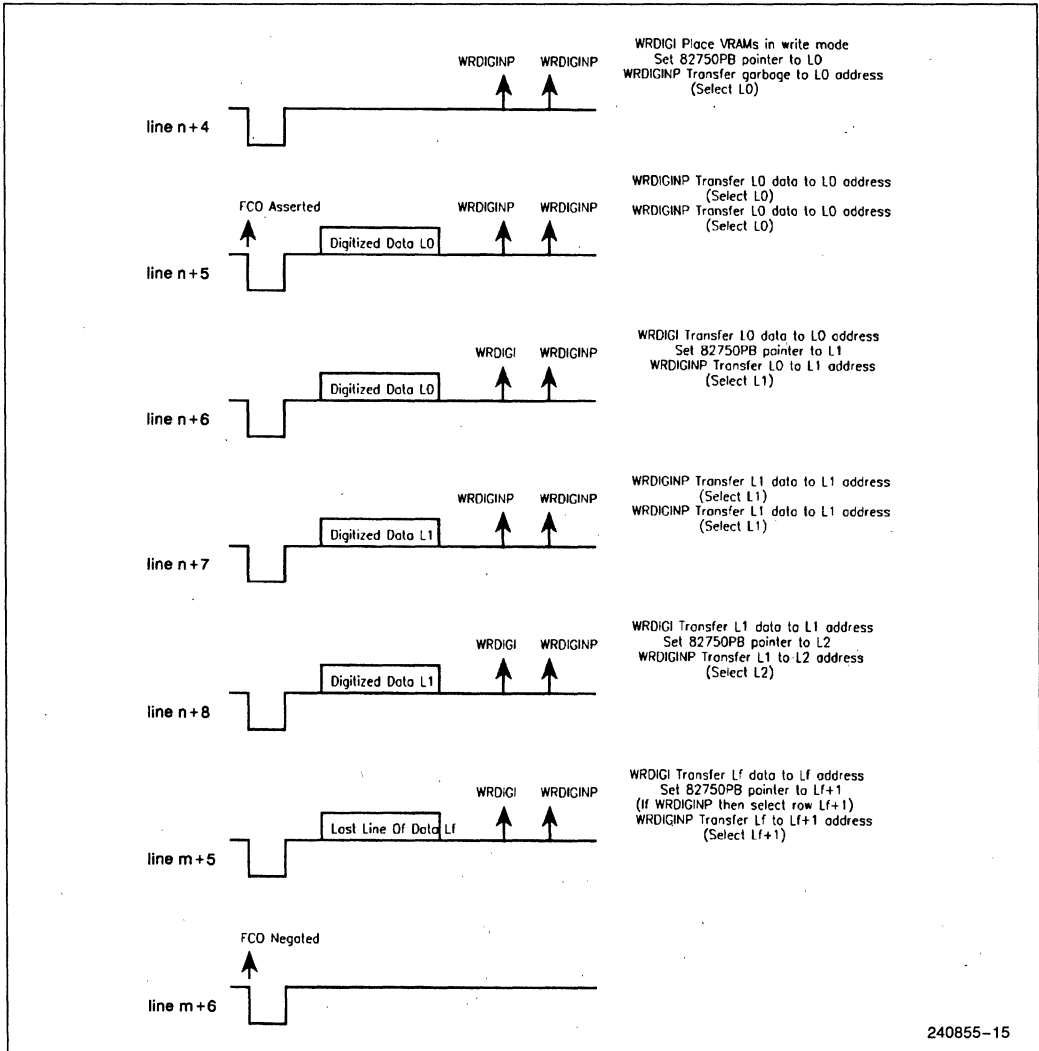 WRDIGI Place VRAMs in write mode
Set 82750PB pointer to L0
WRDIGINP Transfer garbage to L0 address
(Select L0)
WRDIGINP WRDIGINP
line n+4
WRDIGINP Transfer L0 data to L0 address
(Select L0)
WRDIGINP Transfer L0 data to L0 address
(Select L0)
FCO Asserted WRDIGINP WRDIGINP
Digitized Data L0
line n+5
WRDIGI Transfer L0 data to L0 address
Set 82750PB pointer to L1
WRDIGINP Transfer L0 to L1 address
(Select L1)
WRDIGI WRDIGINP
Digitized Data L0
line n+6
WRDIGINP Transfer L1 data to L1 address
(Select L1)
WRDIGINP Transfer L1 data to L1 address
(Select L1)
WRDIGINP WRDIGINP
Digitized Data L1
line n+7
WRDIGI Transfer L1 data to L1 address
Set 82750PB pointer to L2
WRDIGINP Transfer L1 to L2 address
(Select L2)
WRDIGI WRDIGINP
Digitized Data L1
line n+8
WRDIGI Transfer Lf data to Lf address
Set 82750PB pointer to Lf+1
(If WRDIGINP then select row Lf+1)
WRDIGINP Transfer Lf to Lf+1 address
(Select Lf+1)
WRDIGI WRDIGINP
Last Line Of Data Lf
line m+5
FCO Negated
line m+6
240855-15